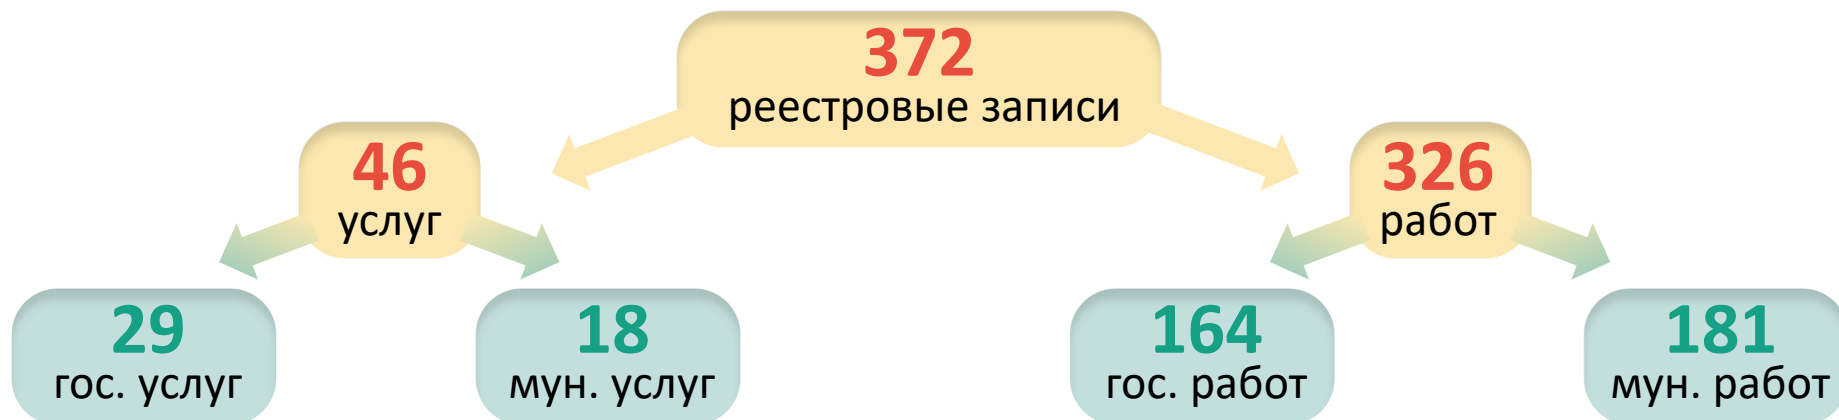 372
реестровые записи
46
услуг
326
работ
29
гос. услуг
18
мун. услуг
164
гос. работ
181
мун. работ